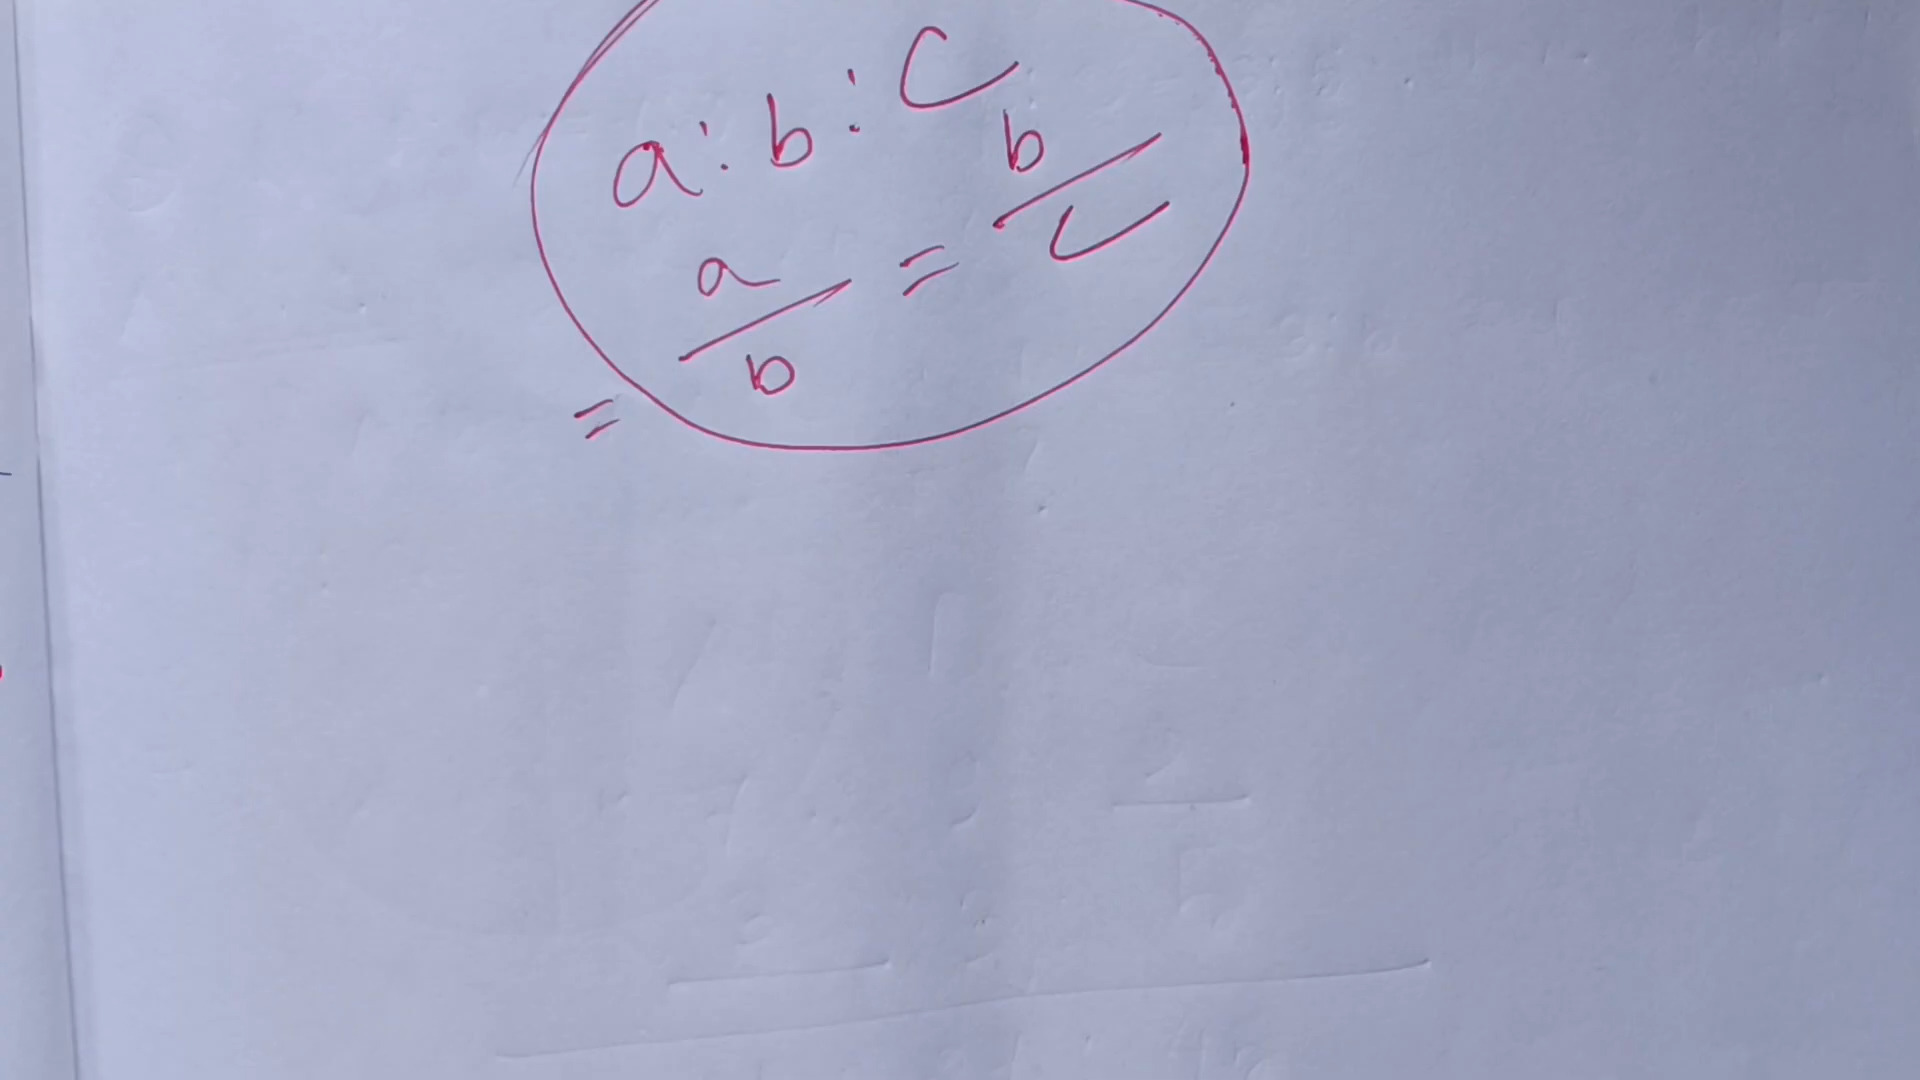 a : b : c
a/b = b/c
=